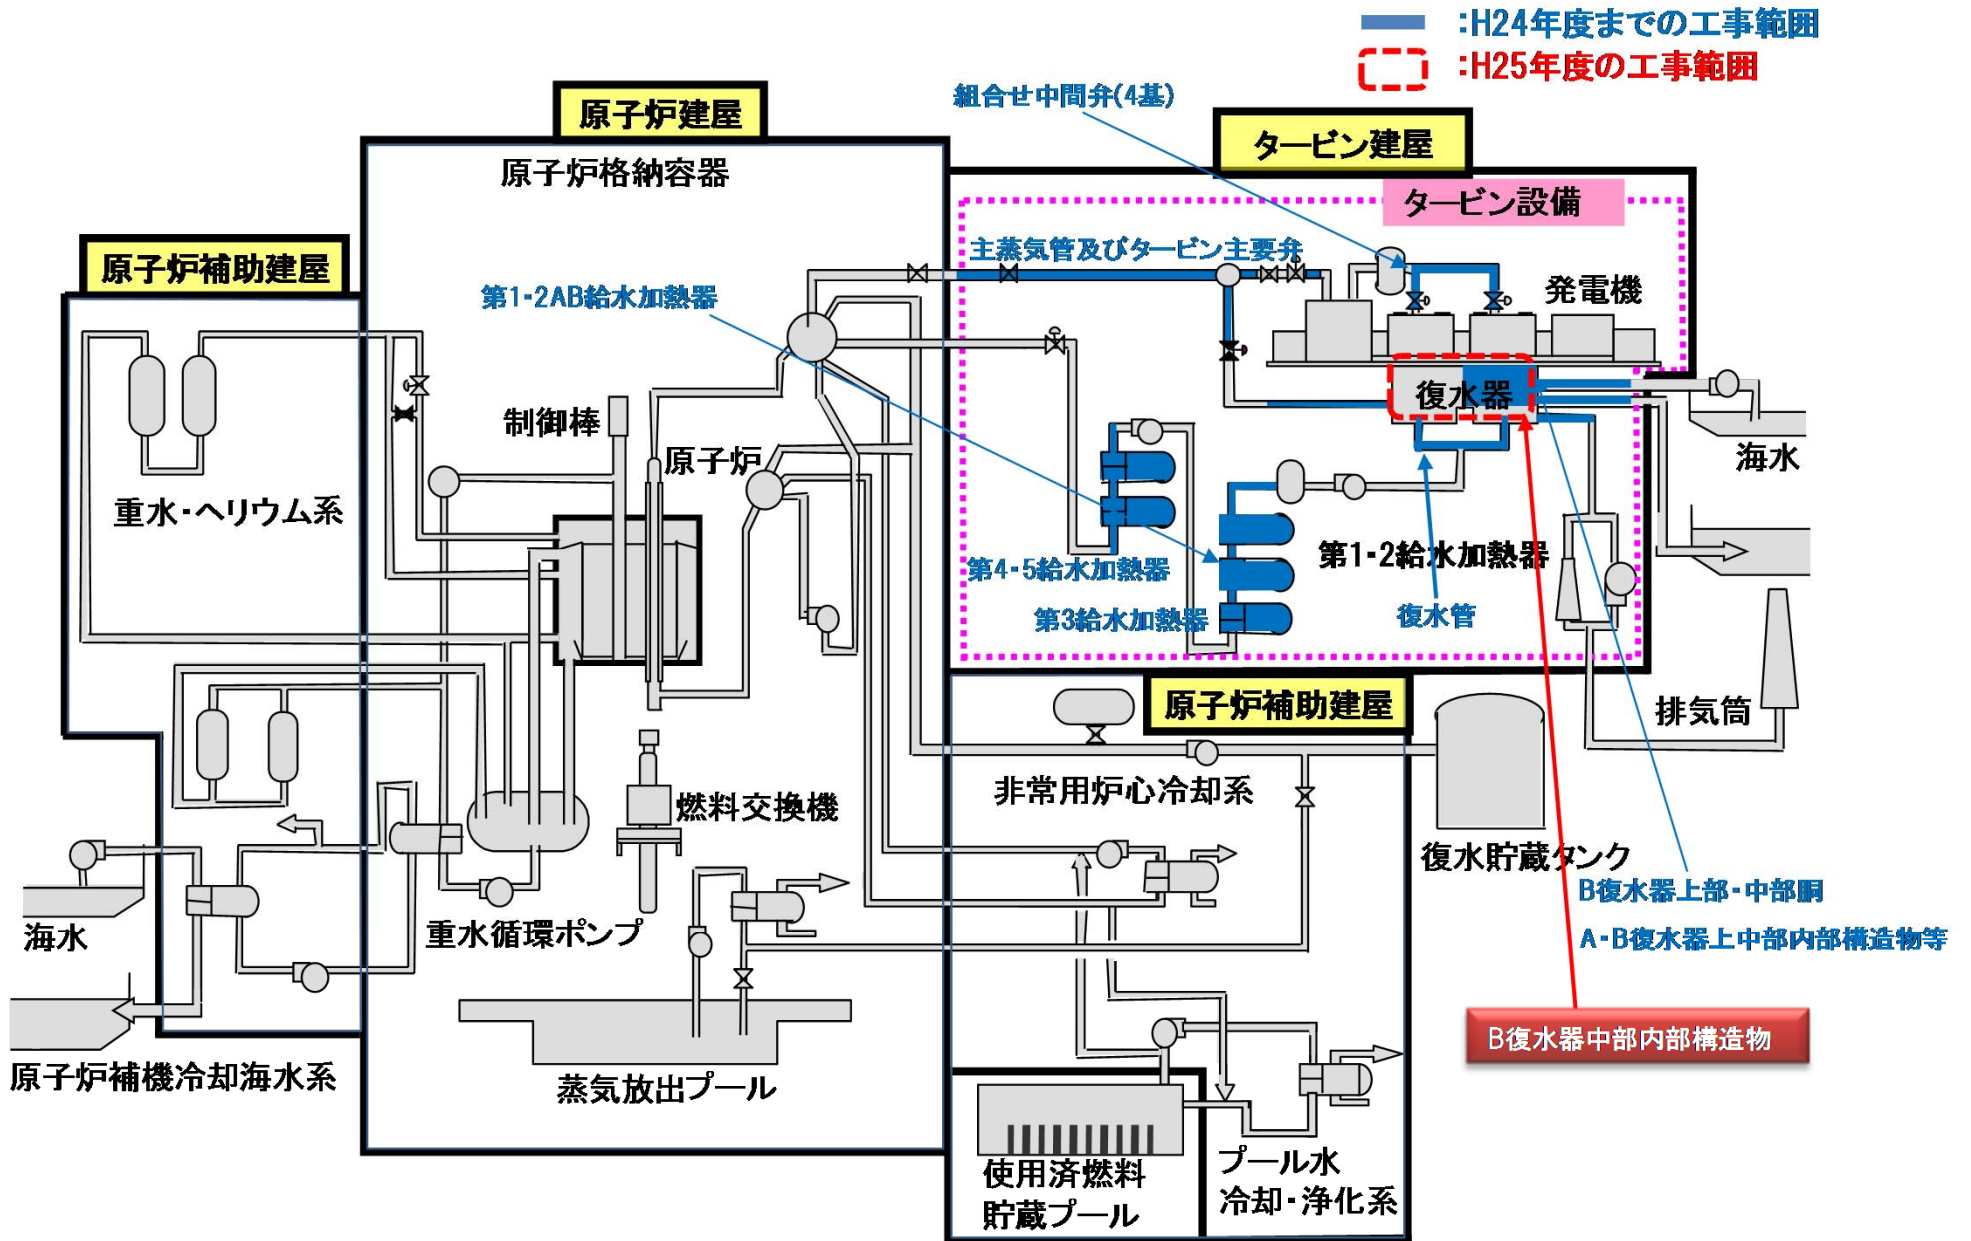 :H24年度までの工事範囲
:H25年度の工事範囲
組合せ中間弁(4基)
原子炉建屋
タービン建屋
原子炉格納容器
タービン設備
主蒸気管及びタービン主要弁
原子炉補助建屋
第1・2AB給水加熱器
発電機
復水器
制御棒
原子炉
海水
重水・ヘリウム系
第1・2給水加熱器
第4・5給水加熱器
第3給水加熱器
復水管
原子炉補助建屋
排気筒
非常用炉心冷却系
燃料交換機
復水貯蔵タンク
B復水器上部・中部胴
A・B復水器上中部内部構造物等
海水
重水循環ポンプ
B復水器中部内部構造物
原子炉補機冷却海水系
蒸気放出プール
使用済燃料
貯蔵プール
プール水
冷却・浄化系